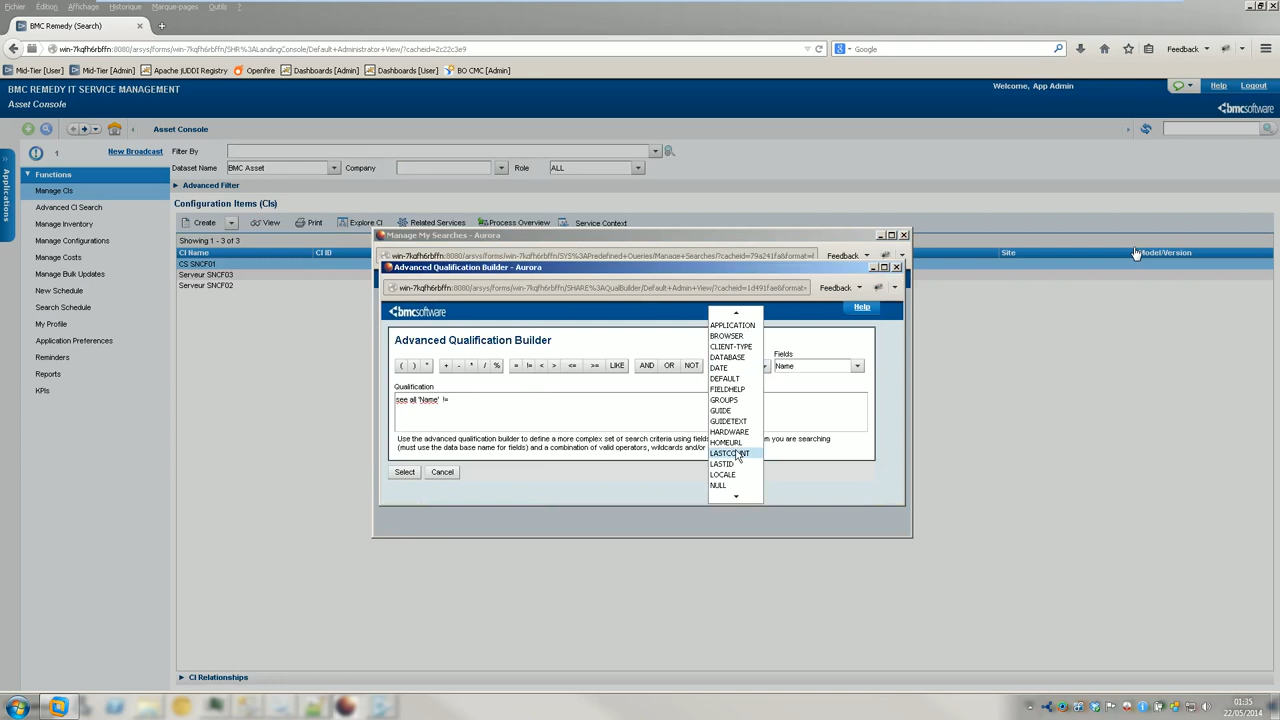 Fichier Édition Affichage Historique Marque-pages Outils ?
BMC Remedy (Search)
win-7kqfh6rbffn:8080/arsys/forms/win-7kqfh6rbffn/SHR%3ALandingConsole/Default+Administrator+View/?cacheid=2c22c3e9
Google
Feedback
Mid-Tier [User] Mid-Tier [Admin] Apache jUDDI Registry Openfire Dashboards [Admin] Dashboards [User] BO CMC [Admin]
BMC REMEDY IT SERVICE MANAGEMENT
Welcome, App Admin
Help Logout
Asset Console
bmcsoftware
Asset Console
1 New Broadcast
Filter By
Dataset Name BMC Asset Company Role ALL
Applications
Functions
Manage CIs
Advanced CI Search
Manage Inventory
Manage Configurations
Manage Costs
Manage Bulk Updates
New Schedule
Schedule Search
My Profile
Application Preferences
Reminders
Reports
KPIs
Advanced Filter
Configuration Items (CIs)
Create View Print Explore CI Related Services Process Overview Service Context
Showing 1 - 3 of 3
CI Name CI ID Site Model/Version
CS SNCF01
Serveur SNCF03
Serveur SNCF02
Manage My Searches - Aurora
win-7kqfh6rbffn:8080/arsys/forms/win-7kqfh6rbffn/SYS%3APredefined+Queries/Manage+Searches/?cacheid=79a241fa&format=
Feedback
Advanced Qualification Builder - Aurora
win-7kqfh6rbffn:8080/arsys/forms/win-7kqfh6rbffn/SHARE%3AQualBuilder/Default+Admin+View/?cacheid=1d491fae&format=
Feedback
bmcsoftware
Help
Advanced Qualification Builder
Fields
( ) " + - * / % = != < > <= >= LIKE AND OR NOT
Name
Qualification
see all 'Name' !=
Use the advanced qualification builder to define a more complex set of search criteria using fields you are searching
(must use the data base name for fields) and a combination of valid operators, wildcards and/or
Select Cancel
APPLICATION
BROWSER
CLIENT-TYPE
DATABASE
DATE
DEFAULT
FIELDHELP
GROUPS
GUIDE
GUIDETEXT
HARDWARE
HOMEURL
LASTCOUNT
LASTID
LOCALE
NULL
CI Relationships
01:35
22/05/2014